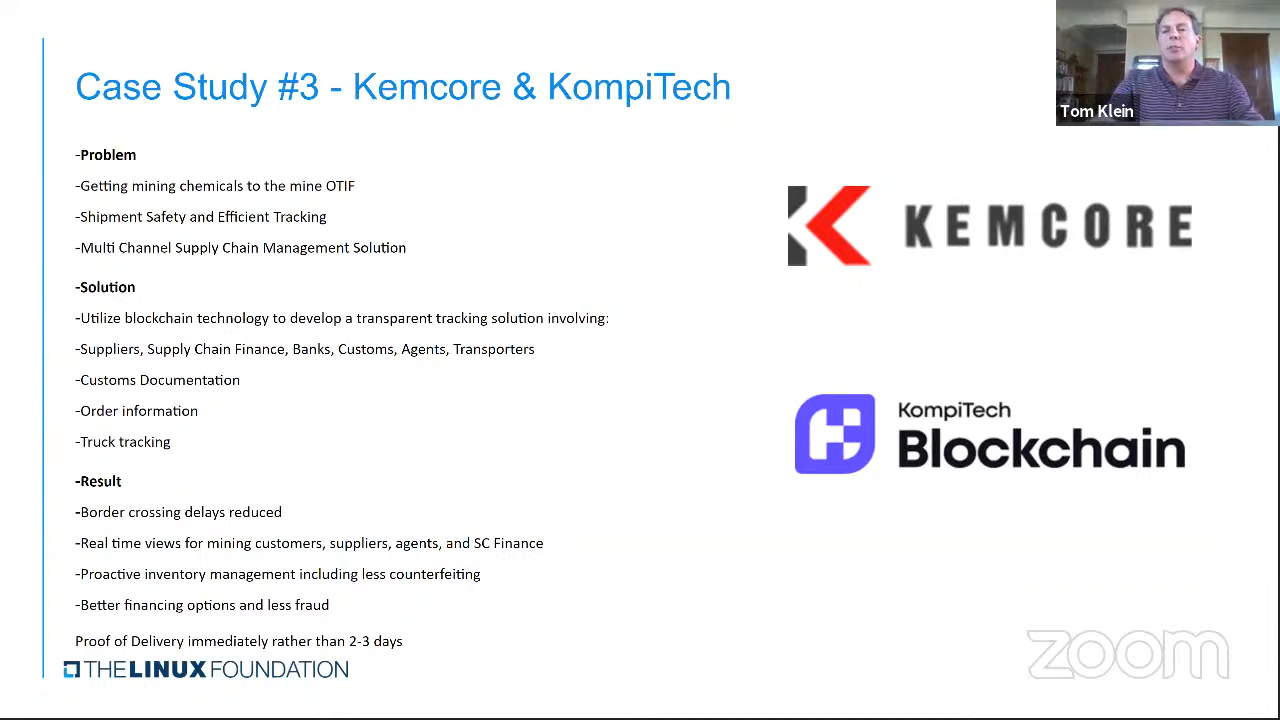 Case Study #3 - Kemcore & KompiTech
Tom Klein
-Problem
-Getting mining chemicals to the mine OTIF
-Shipment Safety and Efficient Tracking
-Multi Channel Supply Chain Management Solution
-Solution
-Utilize blockchain technology to develop a transparent tracking solution involving:
-Suppliers, Supply Chain Finance, Banks, Customs, Agents, Transporters
-Customs Documentation
-Order information
-Truck tracking
-Result
-Border crossing delays reduced
-Real time views for mining customers, suppliers, agents, and SC Finance
-Proactive inventory management including less counterfeiting
-Better financing options and less fraud
Proof of Delivery immediately rather than 2-3 days
KEMCORE
KompiTech
Blockchain
THE LINUX FOUNDATION
zoom